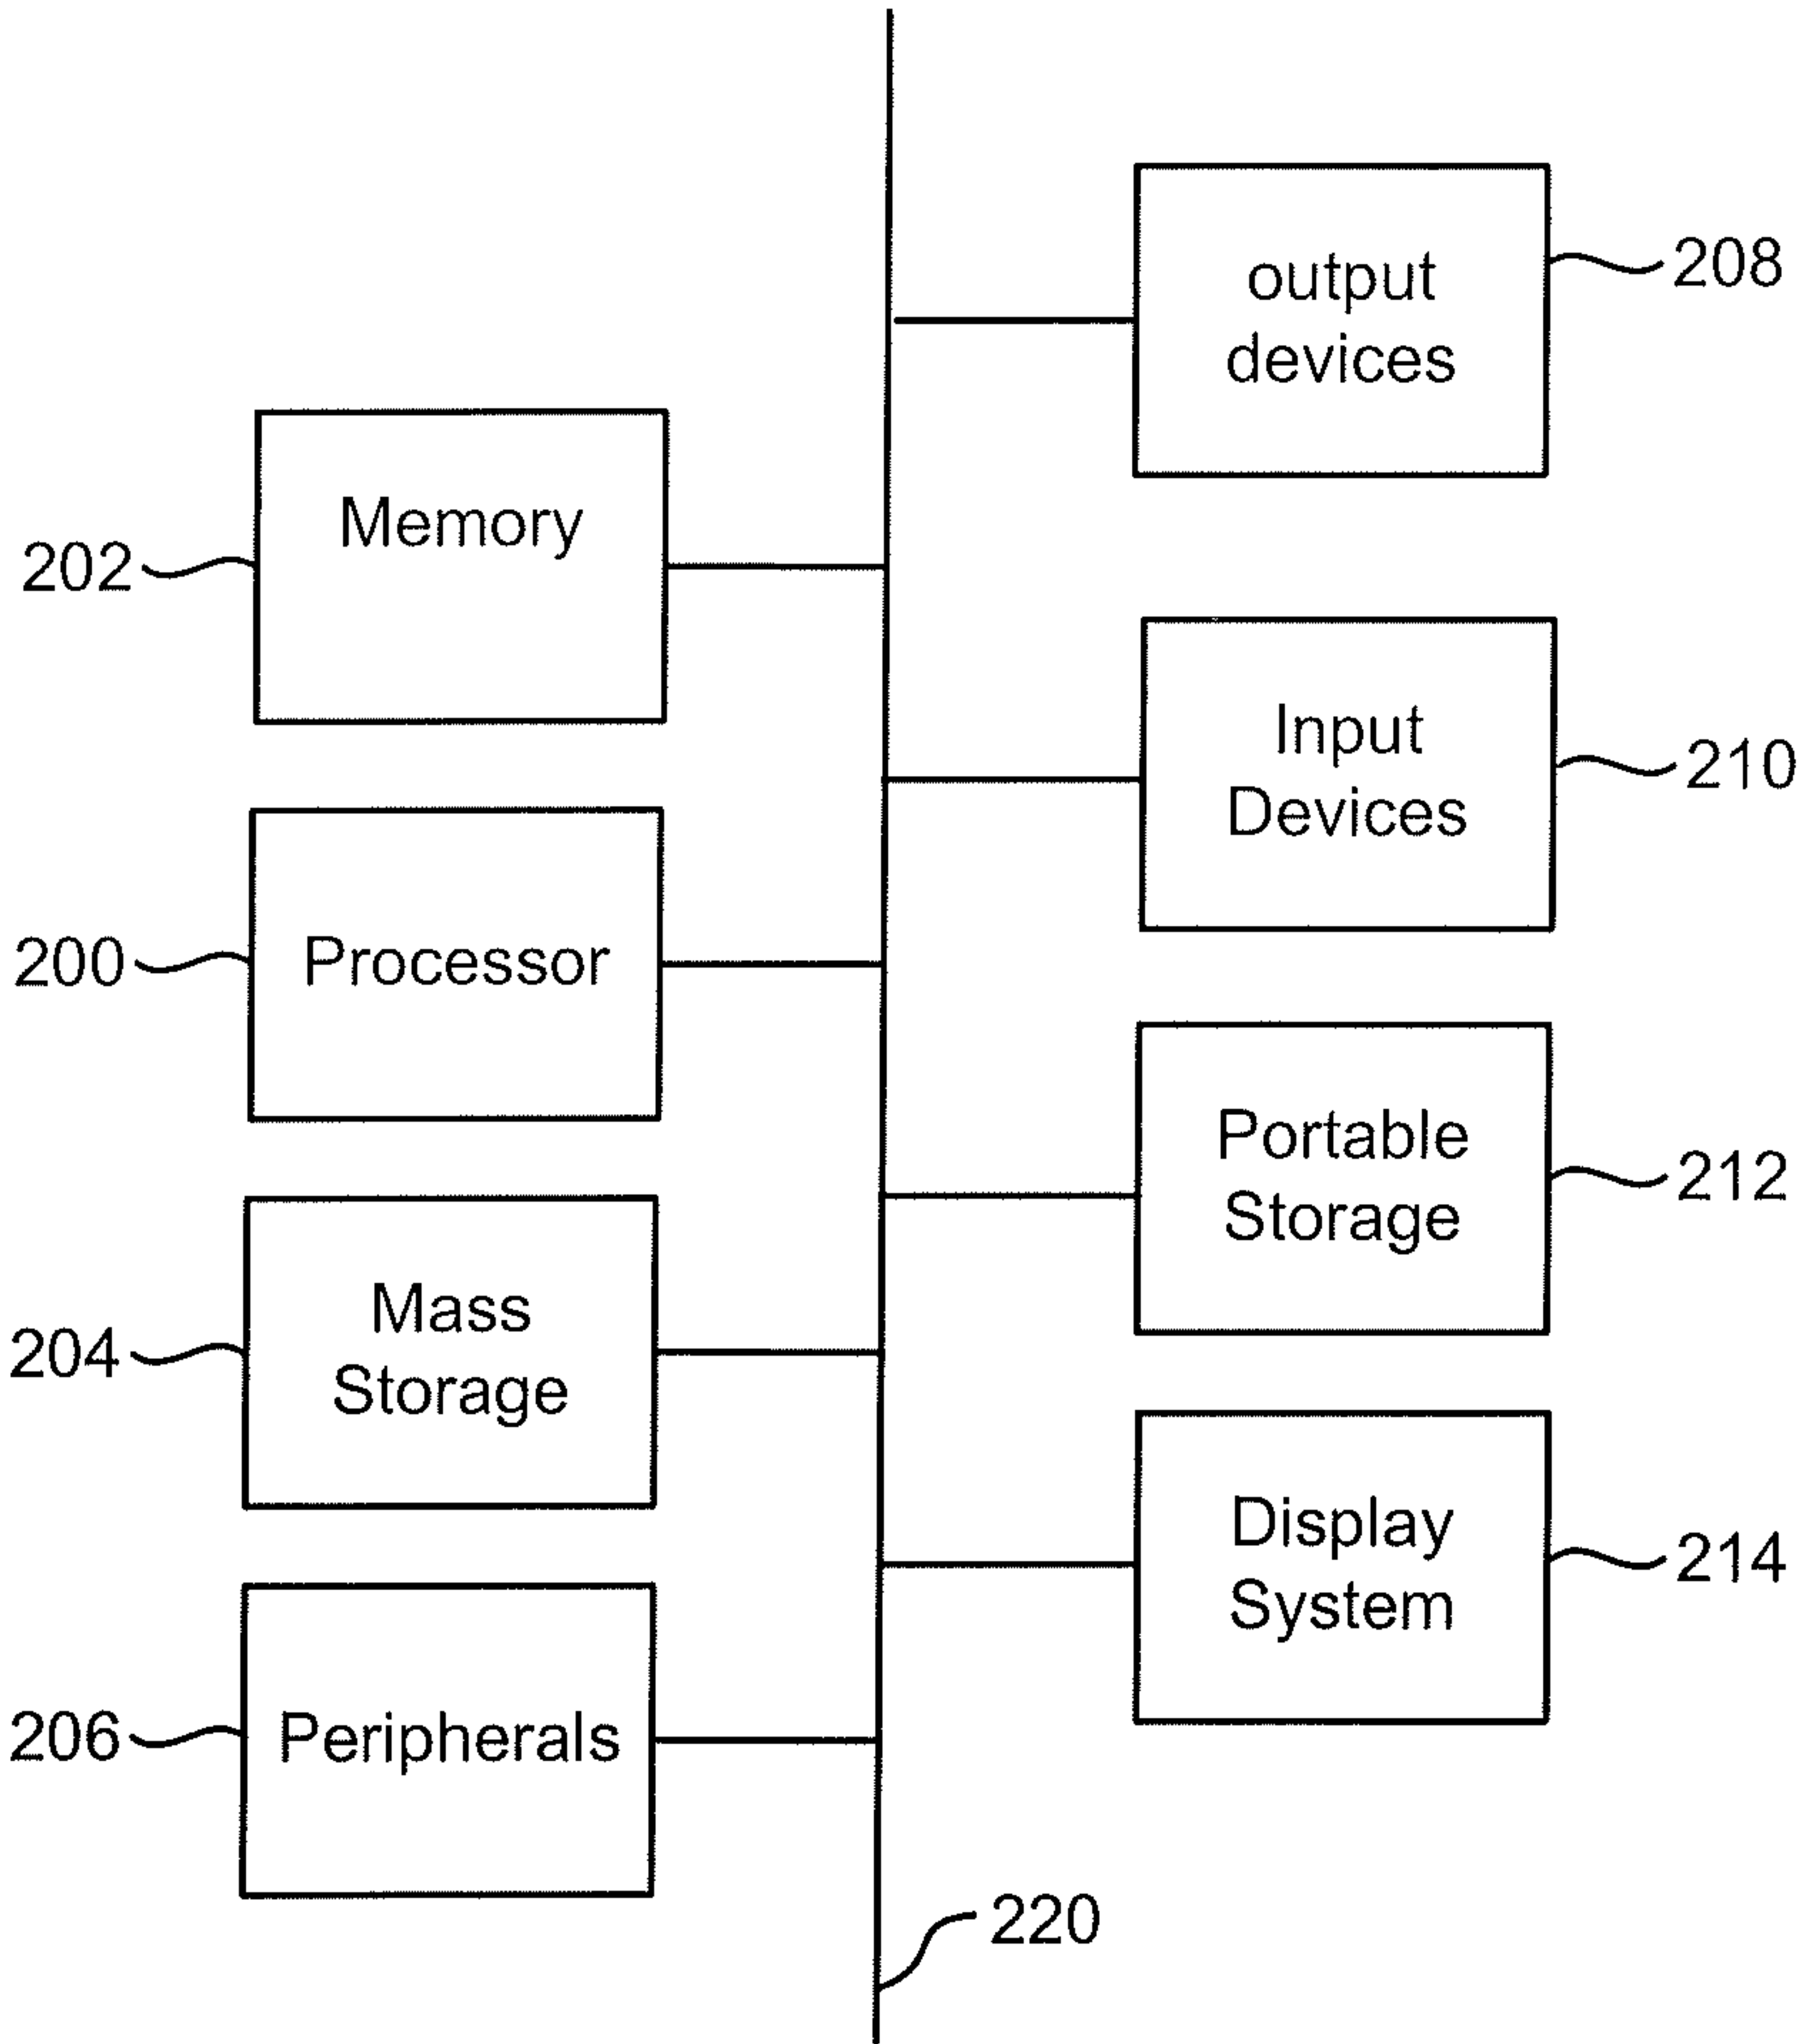 output
devices
208
Memory
202
Input
Devices
210
Processor
200
Portable
Storage
212
Mass
Storage
204
Display
System
214
Peripherals
206
220